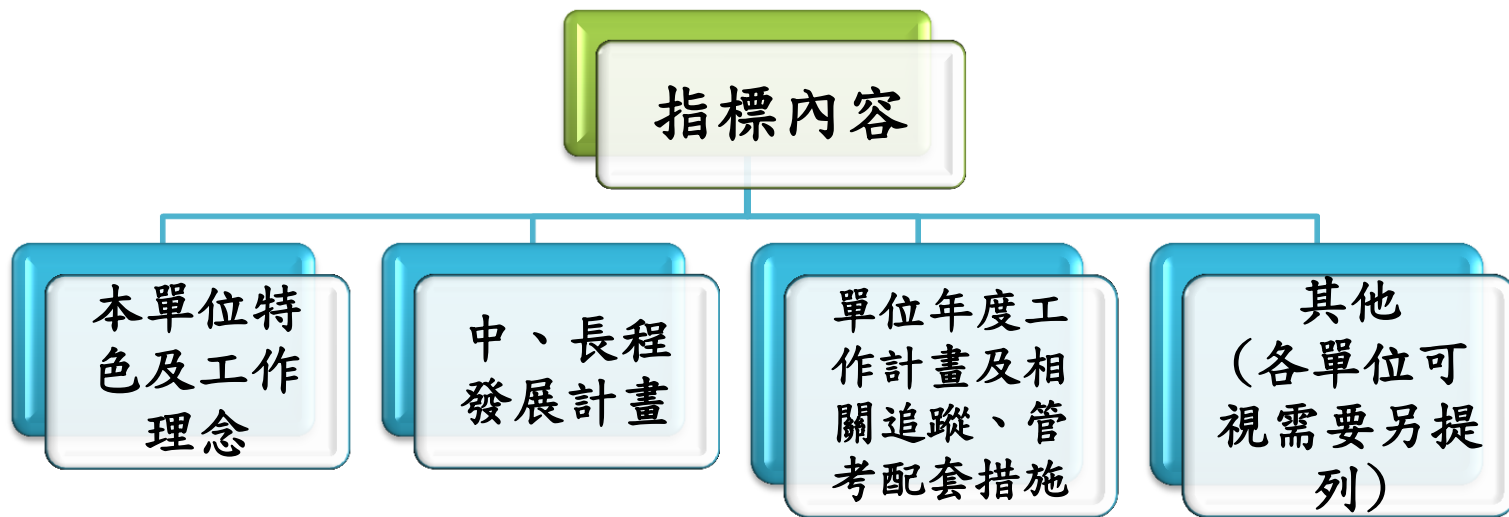 指標內容
本單位特
色及工作
理念
中、長程
發展計畫
單位年度工
作計畫及相
關追蹤、管
考配套措施
其他
（各單位可
視需要另提
列）